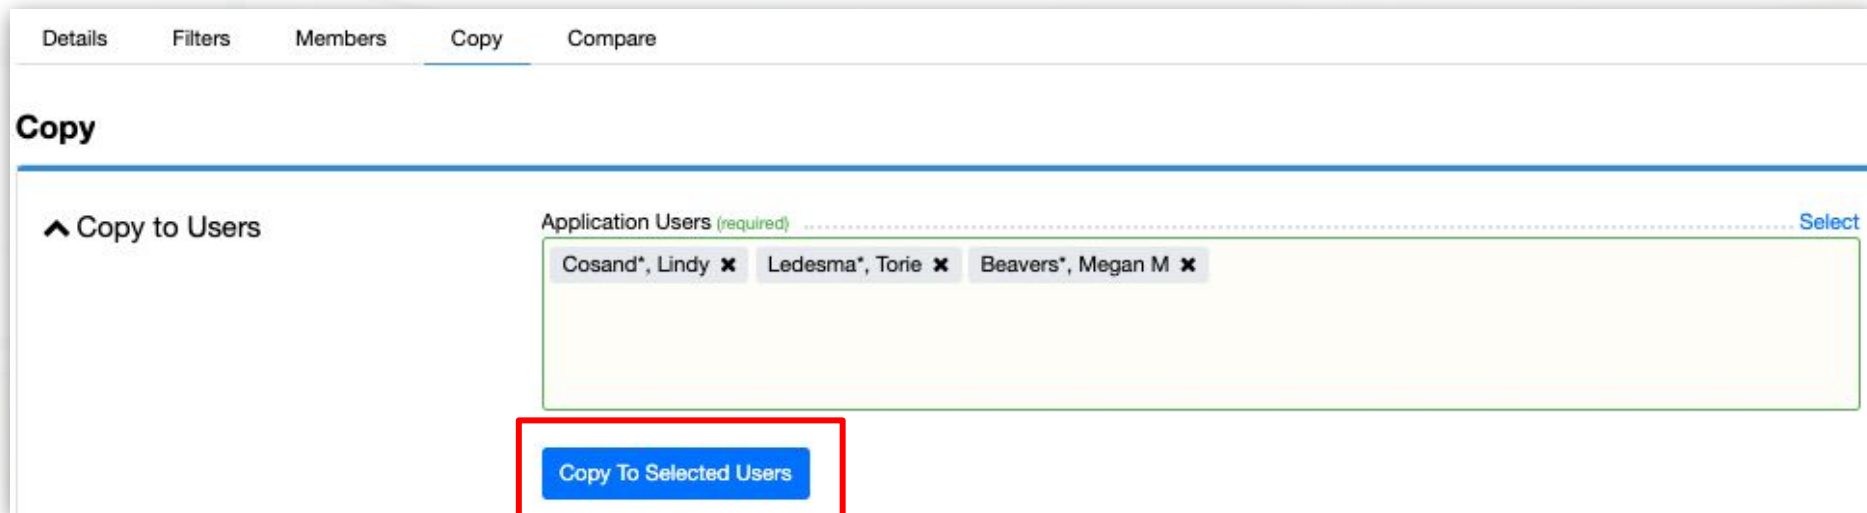 Details Filters Members Copy Compare
Copy
Copy to Users
Application Users (required) Select
Cosand*, Lindy ✖ Ledesma*, Torie ✖ Beavers*, Megan M ✖
Copy To Selected Users